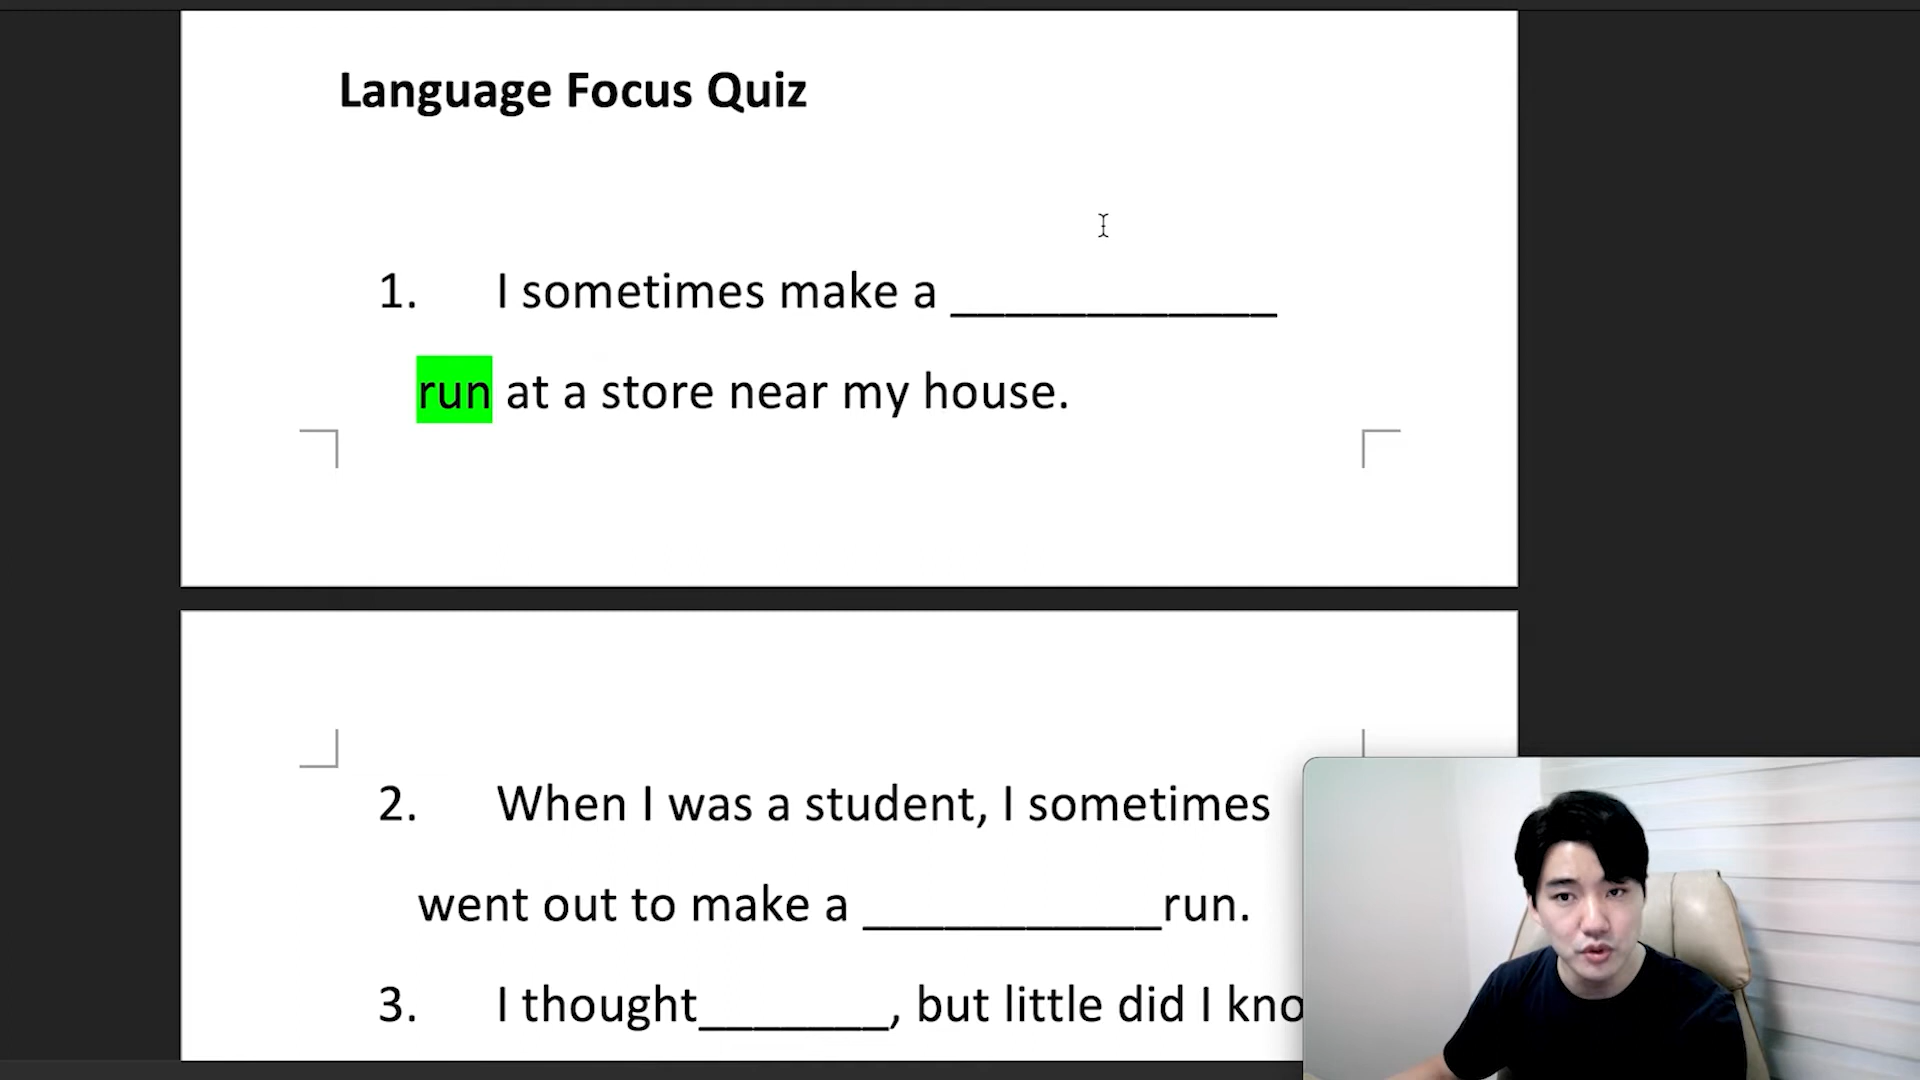 Language Focus Quiz
1. I sometimes make a ____________
run at a store near my house.
2. When I was a student, I sometimes
went out to make a ___________run.
3. I thought_______, but little did I kno